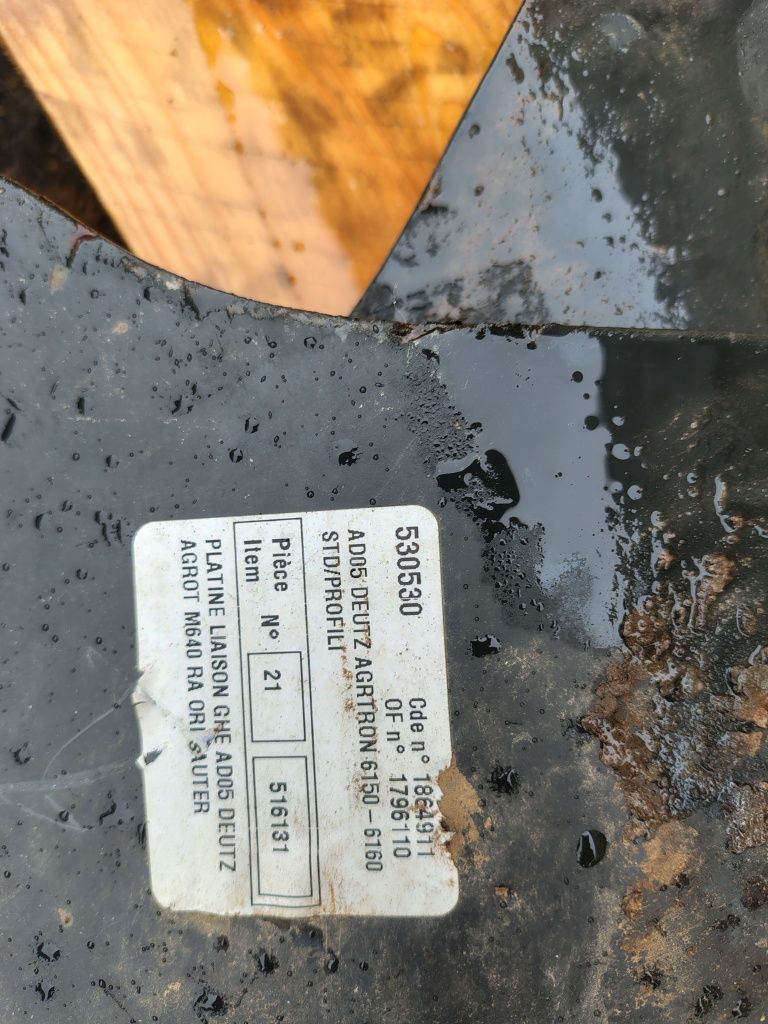 530530
Cde n° 1864911
OF n° 1796110
AD05 DEUTZ AGRTRON 6150 – 6160
STD/PROFILI
Pièce
Item N° 21 516131
PLATINE LIAISON GHE AD05 DEUTZ
AGROT M640 RA ORI SAUTER